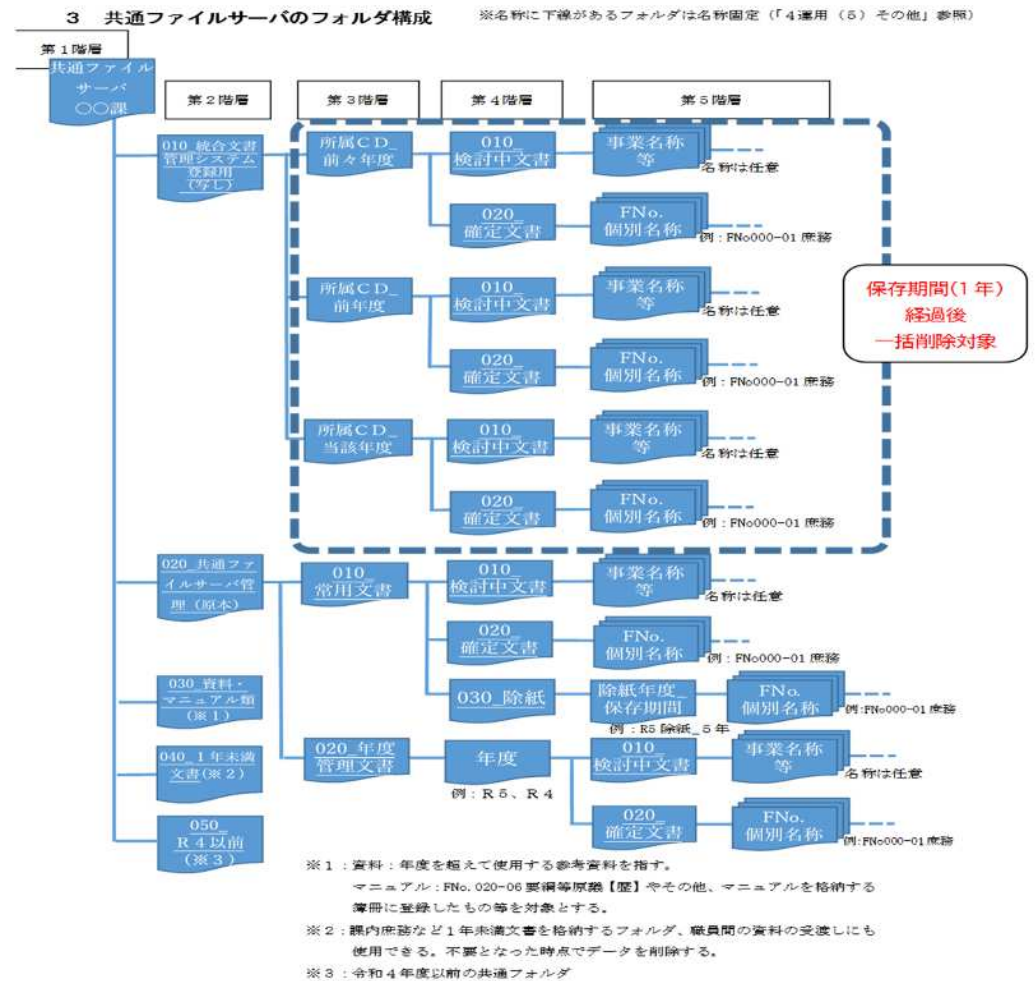 3 共通ファイルサーバのフォルダ構成
※名称に下線があるフォルダは名称固定（「4運用（5）その他」参照）
第1階層
共通ファイル
サーバ
○○課
第2階層
第3階層
第4階層
第5階層
010_統合文書
管理システム
登録用
(写し)
所属CD_
前々年度
010_
検討中文書
事業名称
等
名称は任意
020_
確定文書
FNo.
個別名称
例：FNo000-01 庶務
所属CD_
前年度
010_
検討中文書
事業名称
等
名称は任意
020_
確定文書
FNo.
個別名称
例：FNo000-01 庶務
保存期間(1年)
経過後
一括削除対象
所属CD_
当該年度
010_
検討中文書
事業名称
等
名称は任意
020_
確定文書
FNo.
個別名称
例：FNo000-01 庶務
020_共通ファ
イルサーバ管
理（原本）
010_
常用文書
010_
検討中文書
事業名称
等
名称は任意
020_
確定文書
FNo.
個別名称
例：FNo000-01 庶務
030_除紙
除紙年度_
保存期間
例：R5除紙_5年
FNo.
個別名称
例:FNo000-01 庶務
030_資料・
マニュアル類
(※1)
040_1年未満
文書(※2)
050_
R4以前
(※3)
020_年度
管理文書
年度
例：R5、R4
010_
検討中文書
事業名称
等
名称は任意
020_
確定文書
FNo.
個別名称
例:FNo000-01 庶務
※1：資料：年度を超えて使用する参考資料を指す。
マニュアル：FNo.020-06 要綱等原議【歴】やその他、マニュアルを格納する
簿冊に登録したもの等を対象とする。
※2：課内庶務など1年未満文書を格納するフォルダ、職員間の資料の受渡しにも
使用できる。不要となった時点でデータを削除する。
※3：令和4年度以前の共通フォルダ